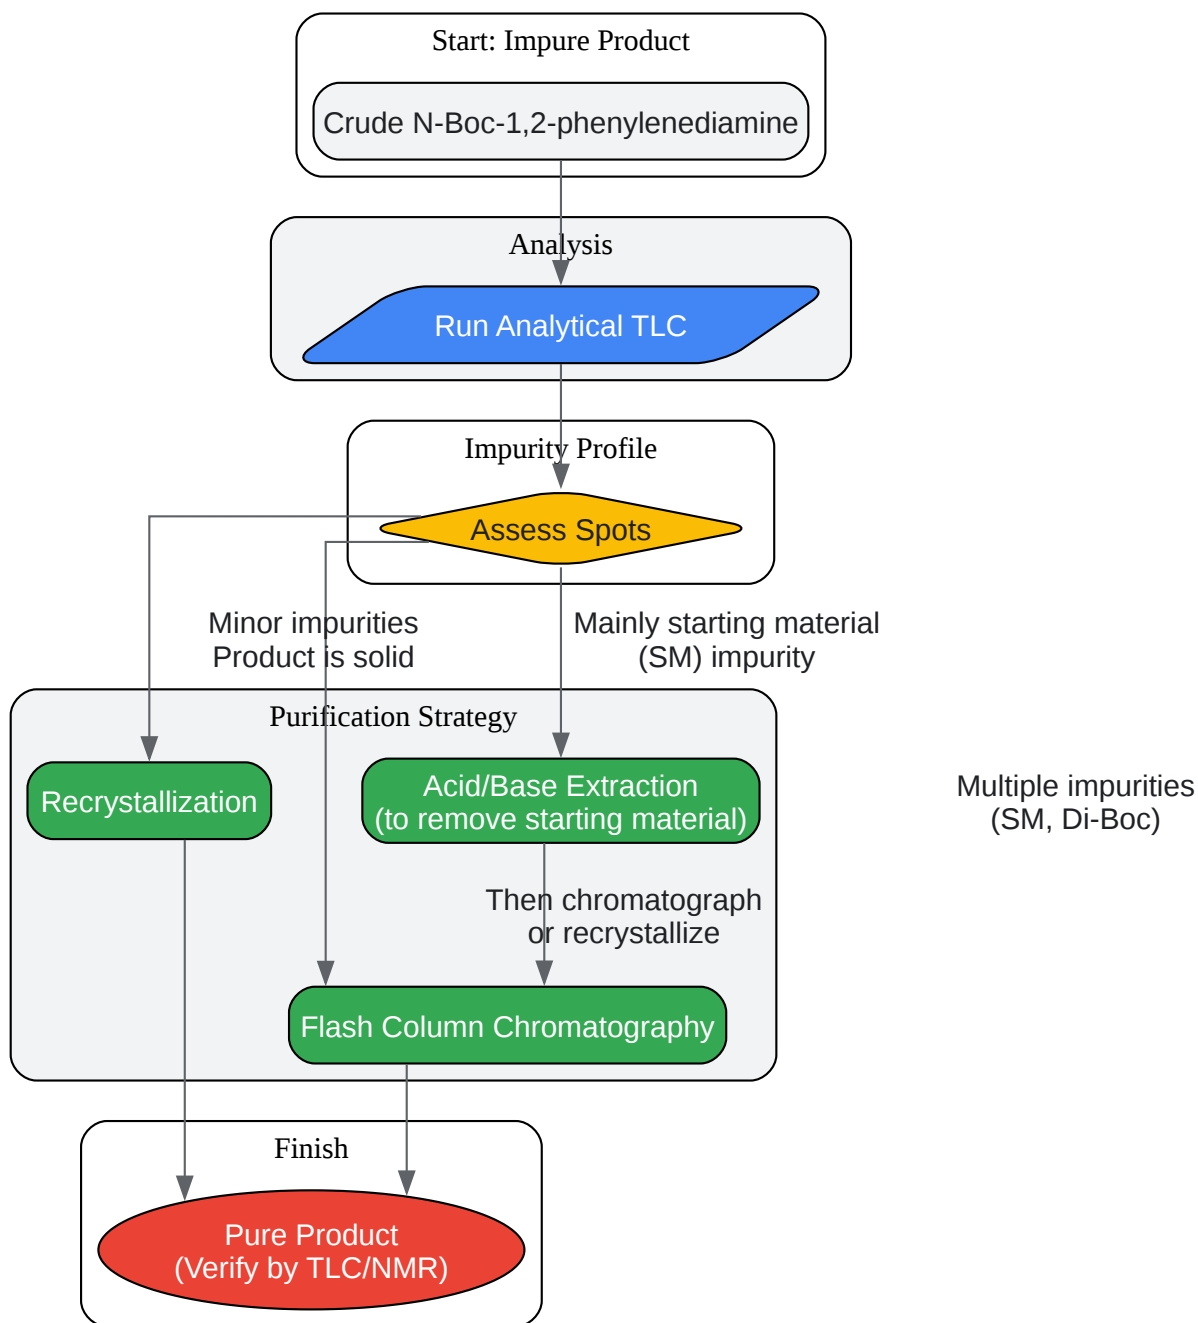 Start: Impure Product
Crude N-Boc-1,2-phenylenediamine
Analysis
Run Analytical TLC
Impurity Profile
Assess Spots
Minor impurities
Product is solid
Mainly starting material
(SM) impurity
Purification Strategy
Recrystallization
Acid/Base Extraction
(to remove starting material)
Multiple impurities
(SM, Di-Boc)
Then chromatograph
or recrystallize
Flash Column Chromatography
Finish
Pure Product
(Verify by TLC/NMR)